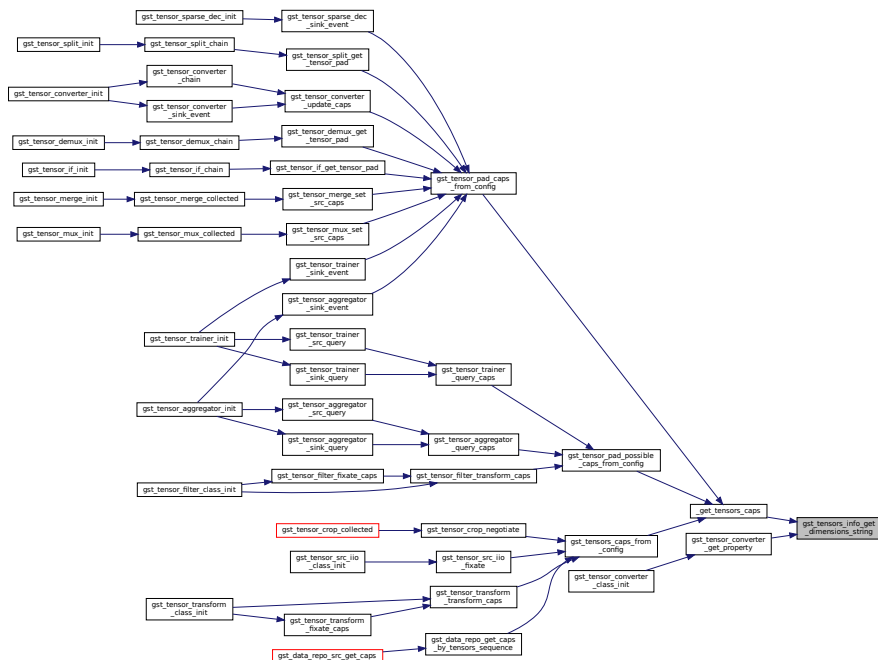 gst_tensor_sparse_dec_init
gst_tensor_sparse_dec
_sink_event
gst_tensor_split_init
gst_tensor_split_chain
gst_tensor_split_get
_tensor_pad
gst_tensor_converter
_chain
gst_tensor_converter_init
gst_tensor_converter
_sink_event
gst_tensor_converter
_update_caps
gst_tensor_demux_init
gst_tensor_demux_chain
gst_tensor_demux_get
_tensor_pad
gst_tensor_if_init
gst_tensor_if_chain
gst_tensor_if_get_tensor_pad
gst_tensor_pad_caps
_from_config
gst_tensor_merge_init
gst_tensor_merge_collected
gst_tensor_merge_set
_src_caps
gst_tensor_mux_init
gst_tensor_mux_collected
gst_tensor_mux_set
_src_caps
gst_tensor_trainer
_sink_event
gst_tensor_aggregator
_sink_event
gst_tensor_trainer_init
gst_tensor_trainer
_src_query
gst_tensor_trainer
_sink_query
gst_tensor_trainer
_query_caps
gst_tensor_aggregator_init
gst_tensor_aggregator
_src_query
gst_tensor_aggregator
_sink_query
gst_tensor_aggregator
_query_caps
gst_tensor_pad_possible
_caps_from_config
gst_tensor_filter_class_init
gst_tensor_filter_fixate_caps
gst_tensor_filter_transform_caps
_get_tensors_caps
gst_tensors_info_get
_dimensions_string
gst_tensor_crop_collected
gst_tensor_crop_negotiate
gst_tensors_caps_from
_config
gst_tensor_converter
_get_property
gst_tensor_src_iio
_class_init
gst_tensor_src_iio
_fixate
gst_tensor_converter
_class_init
gst_tensor_transform
_class_init
gst_tensor_transform
_fixate_caps
gst_tensor_transform
_transform_caps
gst_data_repo_src_get_caps
gst_data_repo_get_caps
_by_tensors_sequence